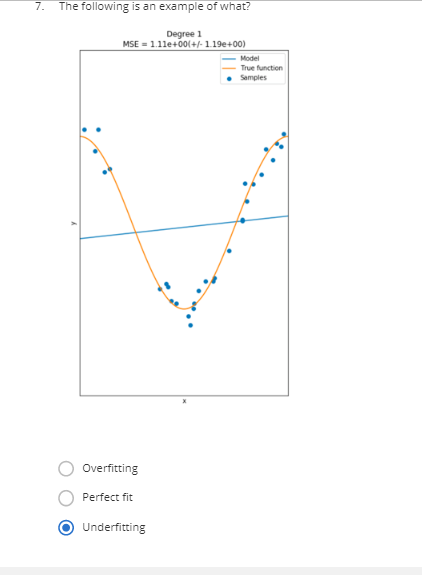 7. The following is an example of what?
Degree 1
MSE = 1.11e+00(+/- 1.19e+00)
Model
True function
Samples
y
x
Overfitting
Perfect fit
Underfitting